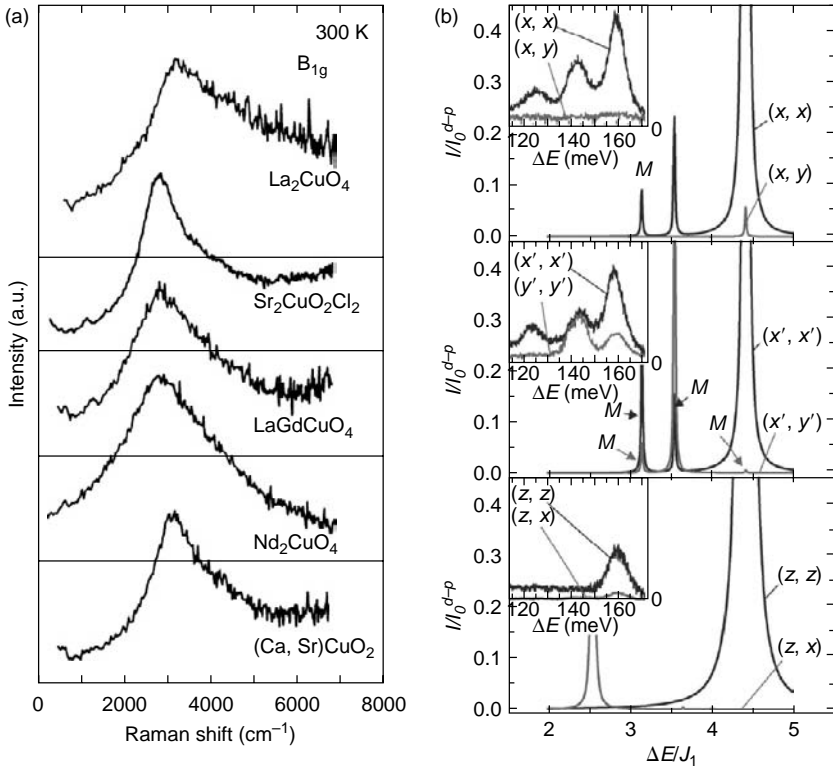 (a)
300 K
B1g
La2CuO4
Sr2CuO2Cl2
LaGdCuO4
Nd2CuO4
(Ca, Sr)CuO2
Intensity (a.u.)
0 2000 4000 6000 8000
Raman shift (cm−1)
(b)
0.4
0.2
0.1
0.0
I/I0d–p
(x, x)
(x, y)
120 140 160
0
ΔE (meV)
M
(x, x)
(x, y)
0.4
0.3
0.2
0.1
0.0
I/I0d–p
(x′, x′)
(y′, y′)
120 140 160
0
ΔE (meV)
M
M
M
M
(x′, x′)
(x′, y′)
0.4
0.3
0.2
0.1
0.0
I/I0d–p
(z, z)
(z, x)
120 140 160
0
ΔE (meV)
(z, z)
(z, x)
2 3 4 5
ΔE/J1